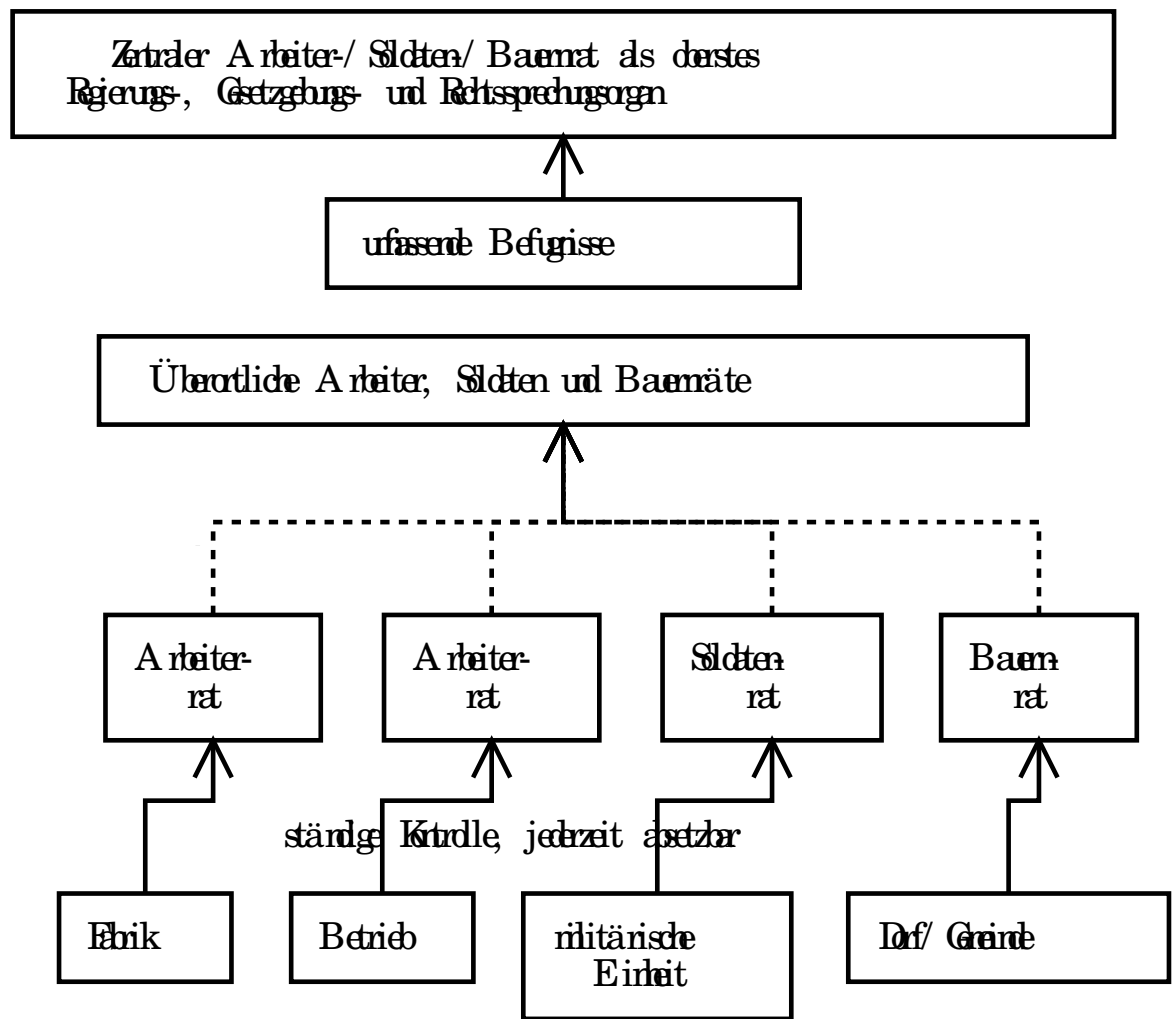 Zentraler Arbeiter-/ Soldaten-/ Bauernrat als oberstes
Regierungs-, Gesetzgebungs- und Rechtssprechungsorgan
umfassende Befugnisse
Überörtliche Arbeiter, Soldaten und Bauernräte
Arbeiter-
rat
Arbeiter-
rat
Soldaten-
rat
Bauern-
rat
ständige Kontrolle, jederzeit absetzbar
Fabrik
Betrieb
militärische
Einheit
Dorf/ Gemeinde